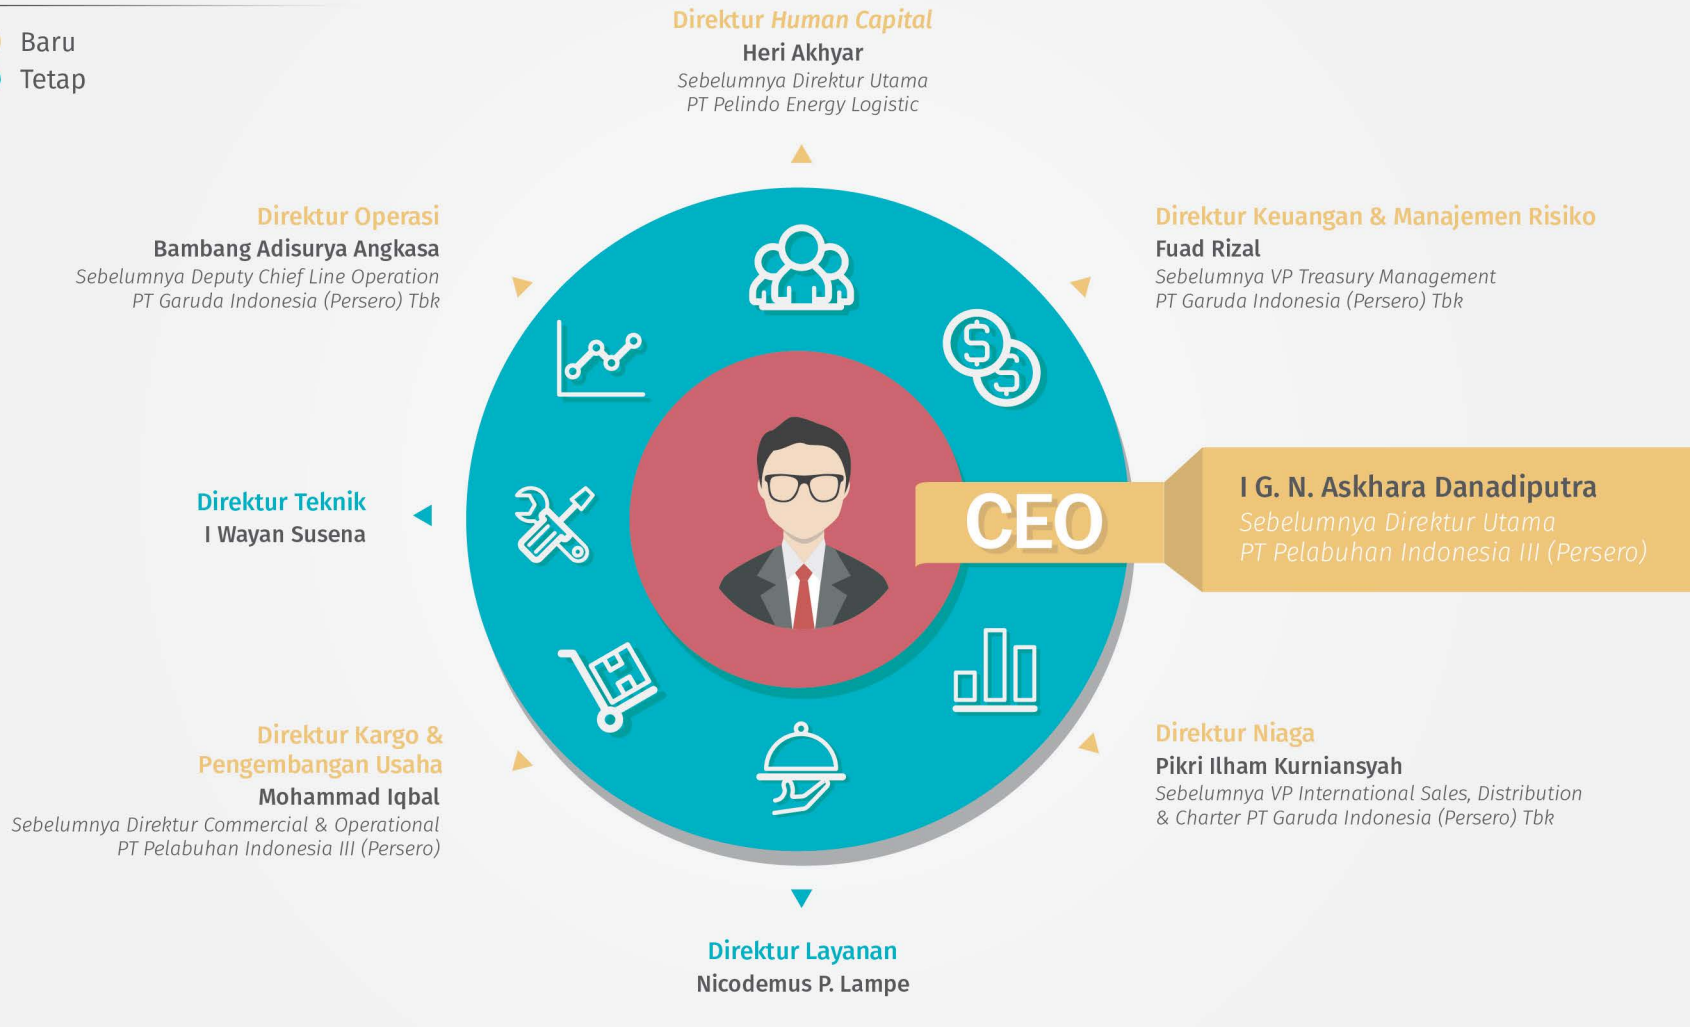 Baru
Tetap
Direktur Human Capital
Heri Akhyar
Sebelumnya Direktur Utama
PT Pelindo Energy Logistic
Direktur Operasi
Bambang Adisurya Angkasa
Sebelumnya Deputy Chief Line Operation
PT Garuda Indonesia (Persero) Tbk
Direktur Keuangan & Manajemen Risiko
Fuad Rizal
Sebelumnya VP Treasury Management
PT Garuda Indonesia (Persero) Tbk
Direktur Teknik
I Wayan Susena
CEO
I G. N. Askhara Danadiputra
Sebelumnya Direktur Utama
PT Pelabuhan Indonesia III (Persero)
Direktur Kargo &
Pengembangan Usaha
Mohammad Iqbal
Sebelumnya Direktur Commercial & Operational
PT Pelabuhan Indonesia III (Persero)
Direktur Niaga
Pikri Ilham Kurniansyah
Sebelumnya VP International Sales, Distribution
& Charter PT Garuda Indonesia (Persero) Tbk
Direktur Layanan
Nicodemus P. Lampe